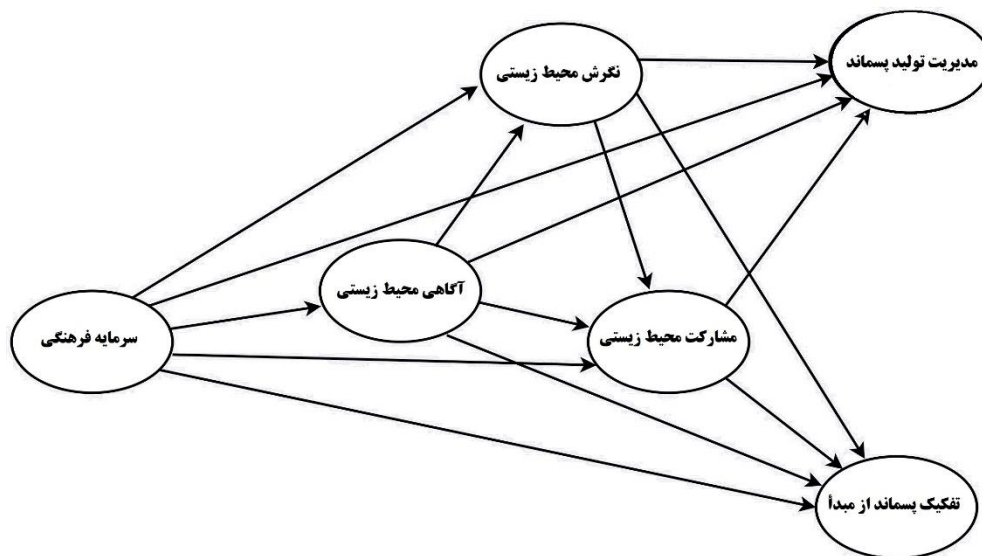 مدیریت تولید پسماند
نگرش محیط زیستی
آگاهی محیط زیستی
سرمایه فرهنگی
مشارکت محیط زیستی
تفکیک پسماند از مبدأ